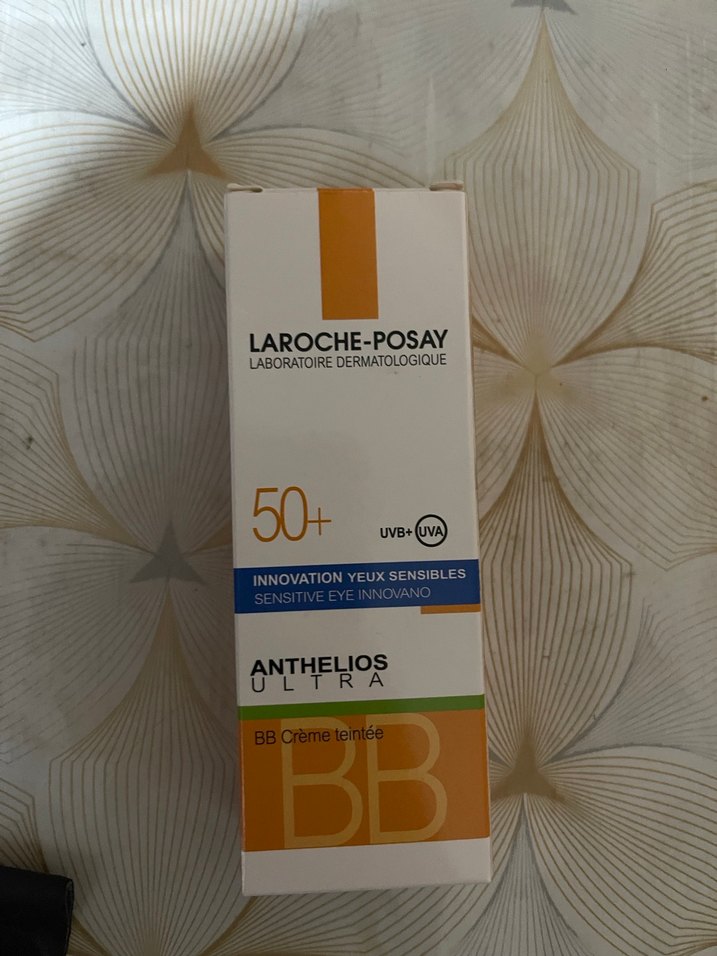 LAROCHE-POSAY
LABORATOIRE DERMATOLOGIQUE
50+
UVB+ UVA
INNOVATION YEUX SENSIBLES
SENSITIVE EYE INNOVANO
ANTHELIOS
ULTRA
BB Crème teintée
BB